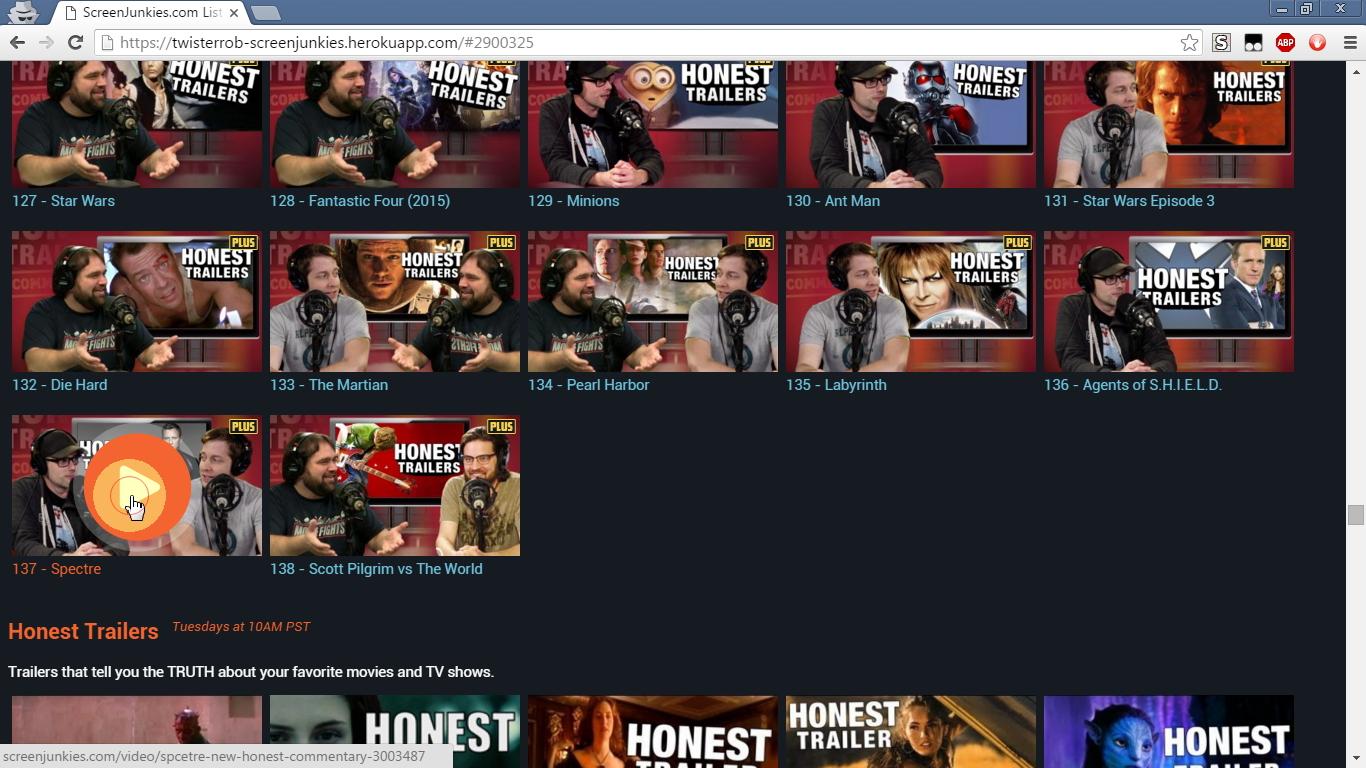 ScreenJunkies.com List
https://twisterrob-screenjunkies.herokuapp.com/#2900325
S
ABP
HONEST
TRAILERS
HONEST
TRAILERS
HONEST
TRAILERS
HONEST
TRAILERS
HONEST
TRAILERS
127 - Star Wars
128 - Fantastic Four (2015)
129 - Minions
130 - Ant Man
131 - Star Wars Episode 3
PLUS
HONEST
TRAILERS
PLUS
HONEST
TRAILERS
PLUS
HONEST
TRAILERS
PLUS
HONEST
TRAILERS
PLUS
HONEST
TRAILERS
132 - Die Hard
133 - The Martian
134 - Pearl Harbor
135 - Labyrinth
136 - Agents of S.H.I.E.L.D.
PLUS
PLUS
HONEST
TRAILERS
137 - Spectre
138 - Scott Pilgrim vs The World
Honest Trailers
Tuesdays at 10AM PST
Trailers that tell you the TRUTH about your favorite movies and TV shows.
HONEST
HONEST
HONEST
TRAILER
HONEST
screenjunkies.com/video/spcetre-new-honest-commentary-3003487